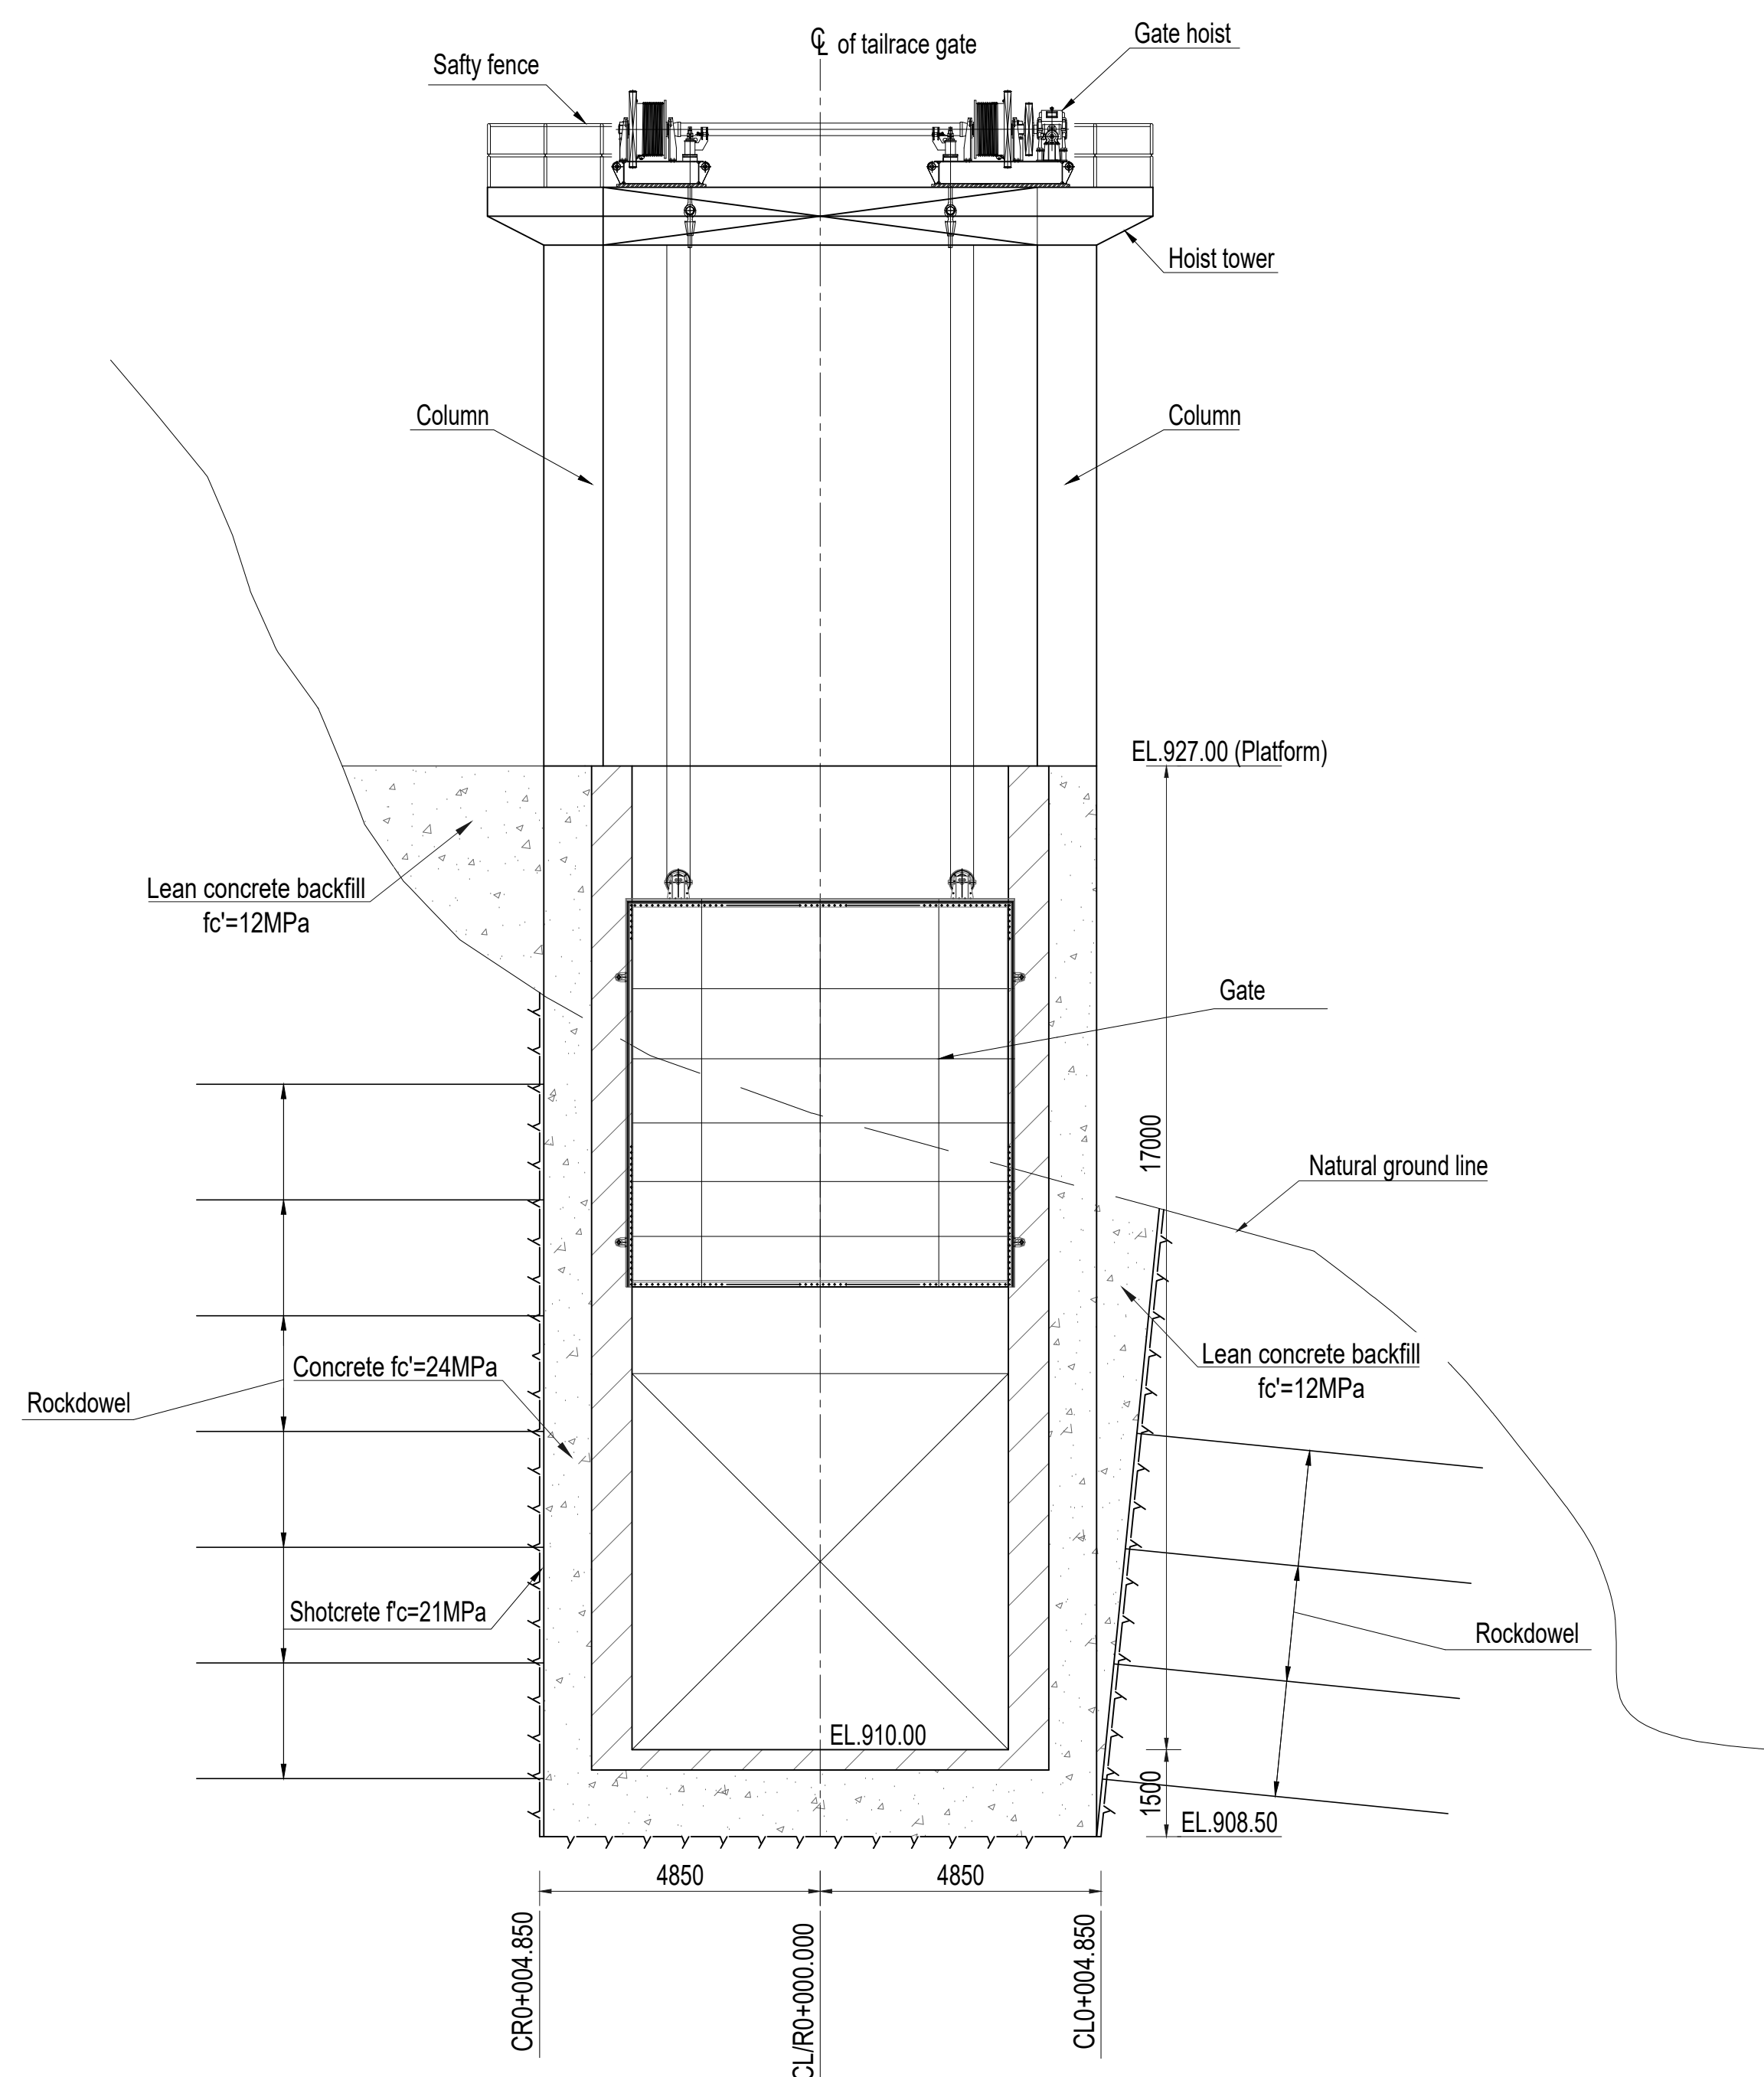 Gate hoist
℄ of tailrace gate
Safty fence
Hoist tower
Column
Column
EL.927.00 (Platform)
Lean concrete backfill
fc'=12MPa
Gate
17000
Natural ground line
Lean concrete backfill
fc'=12MPa
Concrete fc'=24MPa
Rockdowel
Shotcrete f'c=21MPa
Rockdowel
EL.910.00
1500
EL.908.50
4850
4850
CR0+004.850
CL/R0+000.000
CL0+004.850